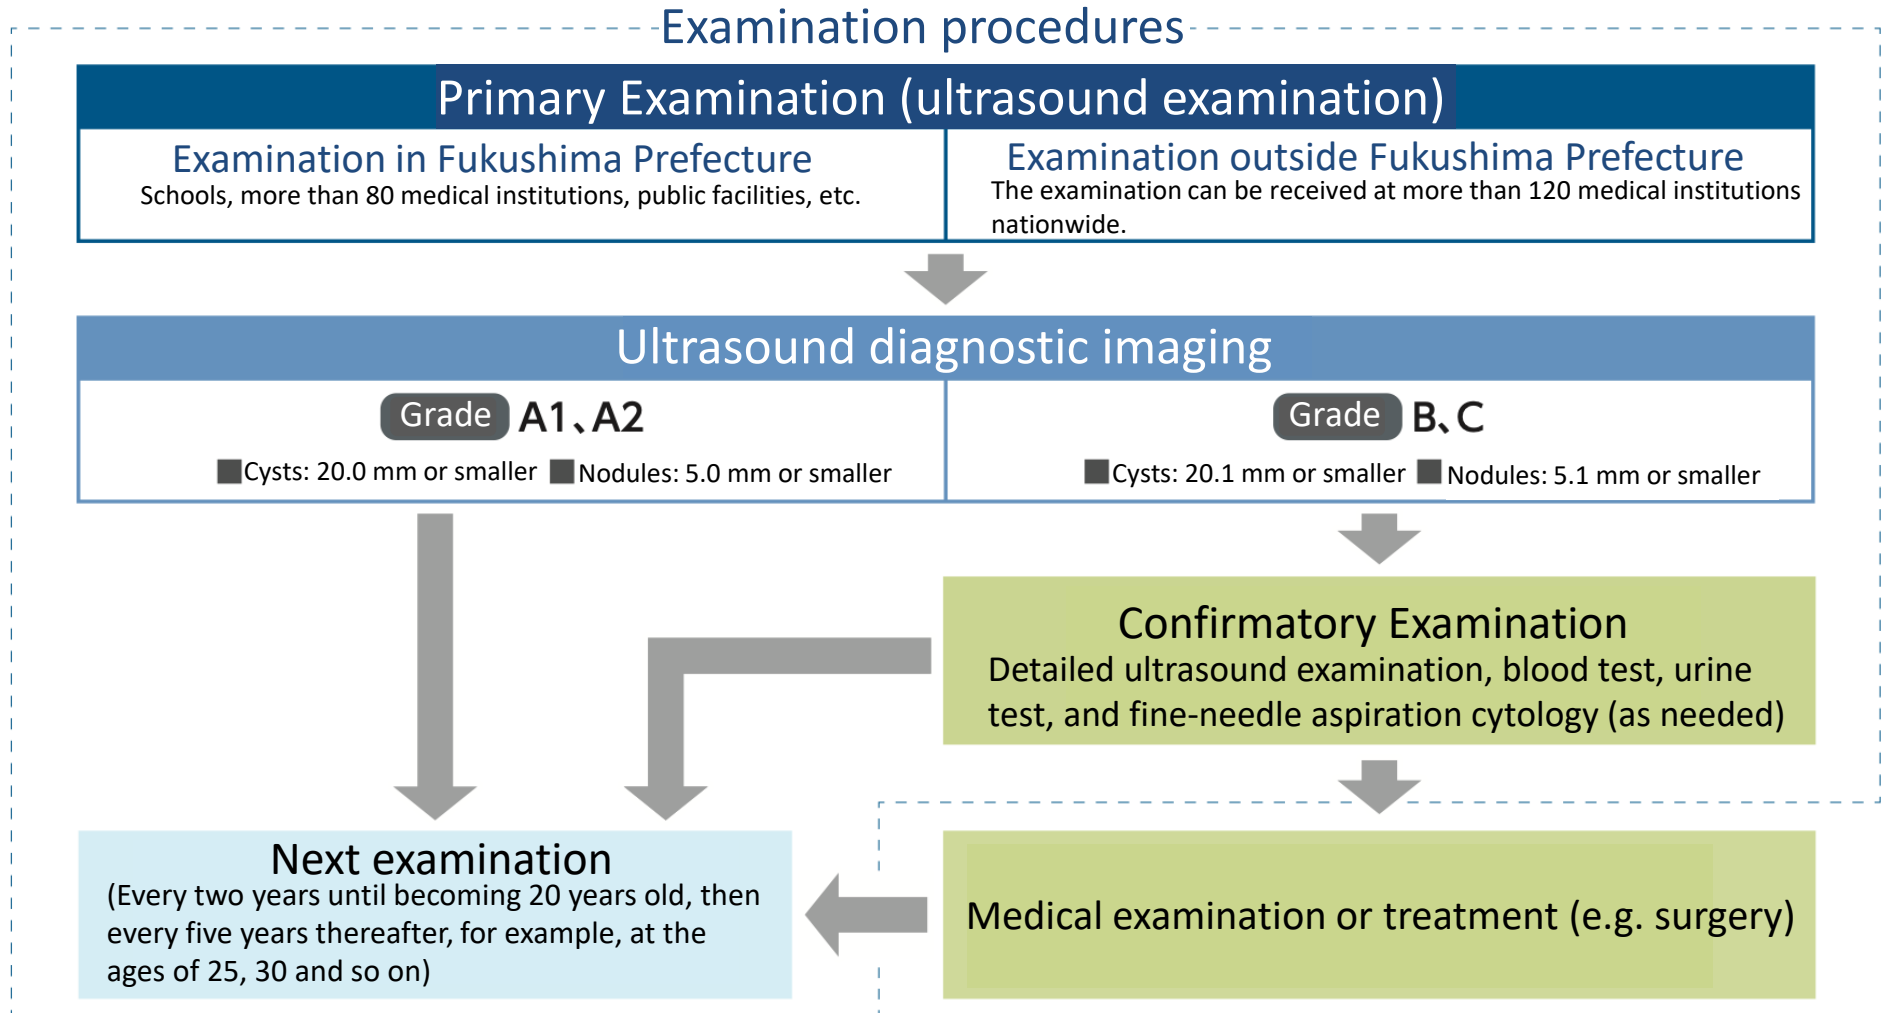 Examination procedures
Primary Examination (ultrasound examination)
Examination in Fukushima Prefecture
Schools, more than 80 medical institutions, public facilities, etc.
Examination outside Fukushima Prefecture
The examination can be received at more than 120 medical institutions
nationwide.
Ultrasound diagnostic imaging
Grade A1、A2
■Cysts: 20.0 mm or smaller ■Nodules: 5.0 mm or smaller
Grade B、C
■Cysts: 20.1 mm or smaller ■Nodules: 5.1 mm or smaller
Confirmatory Examination
Detailed ultrasound examination, blood test, urine
test, and fine-needle aspiration cytology (as needed)
Next examination
(Every two years until becoming 20 years old, then
every five years thereafter, for example, at the
ages of 25, 30 and so on)
Medical examination or treatment (e.g. surgery)